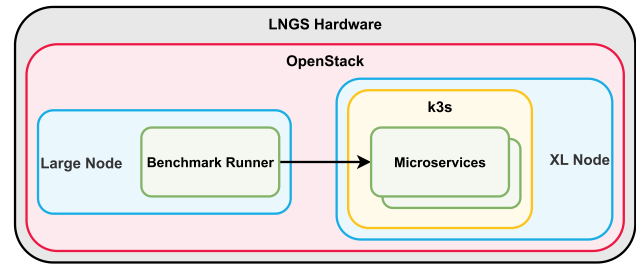 LNGS Hardware
OpenStack
k3s
Large Node
Benchmark Runner
Microservices
XL Node